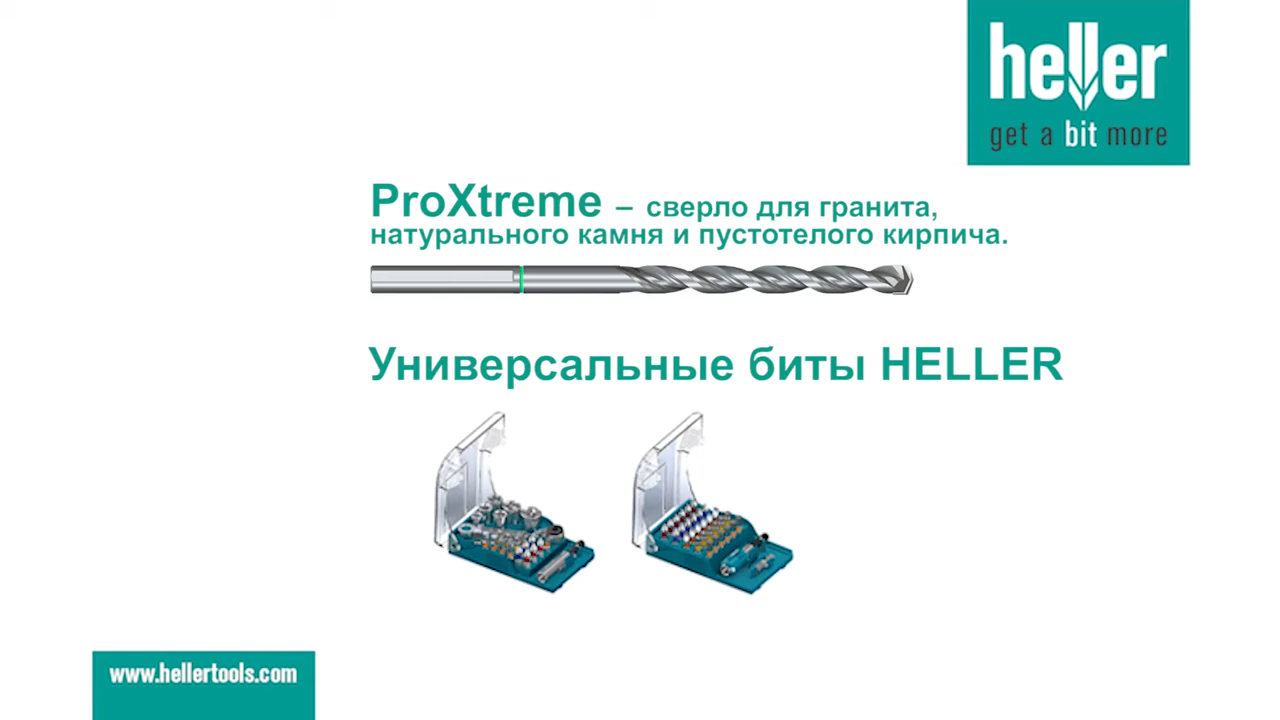 heller
get a bit more
ProXtreme – сверло для гранита,
натурального камня и пустотелого кирпича.
Универсальные биты HELLER
www.hellertools.com